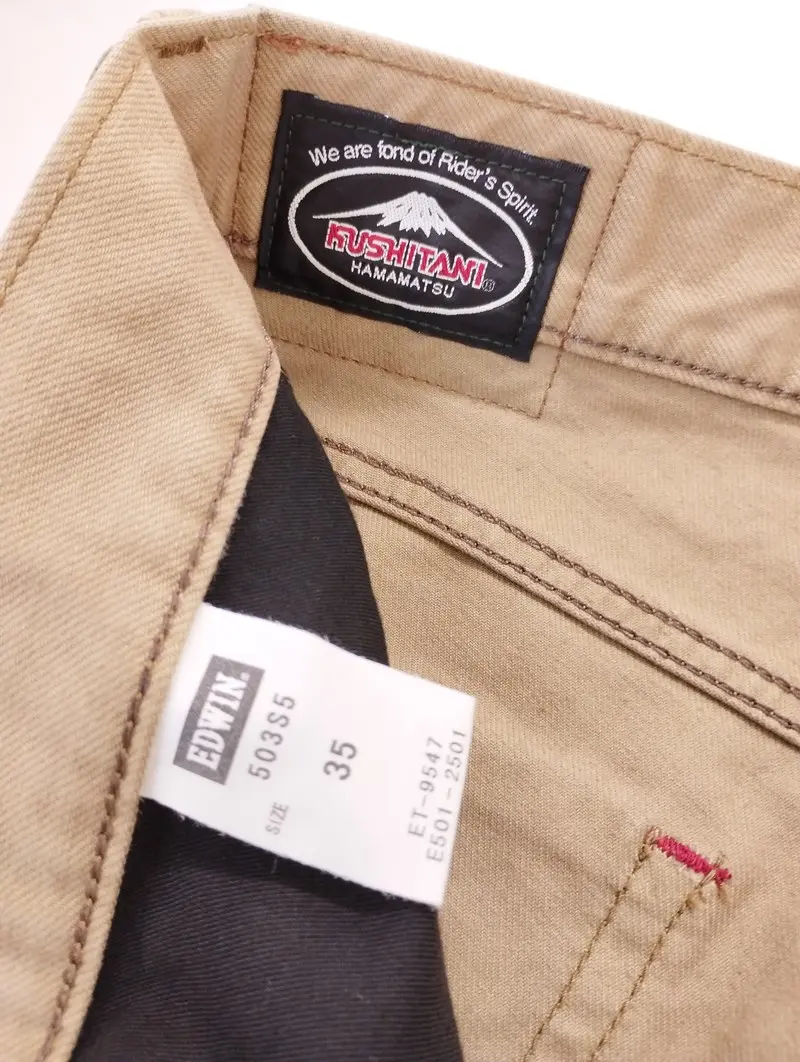 We are fond of Rider's Spirit.
KUSHITANI®
HAMAMATSU
EDWIN®
503S5
SIZE 35
ET-9547
E501-2501